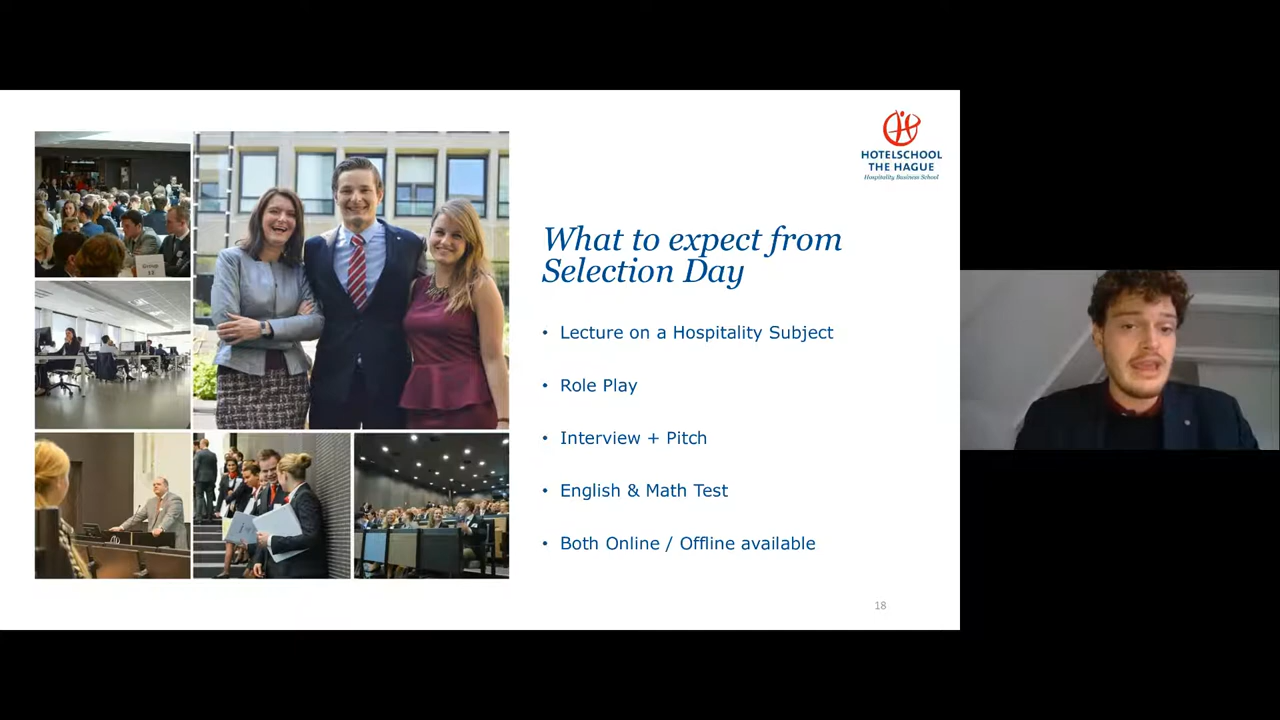 HOTELSCHOOL
THE HAGUE
Hospitality Business School
What to expect from
Selection Day
• Lecture on a Hospitality Subject
• Role Play
• Interview + Pitch
• English & Math Test
• Both Online / Offline available
Group
18